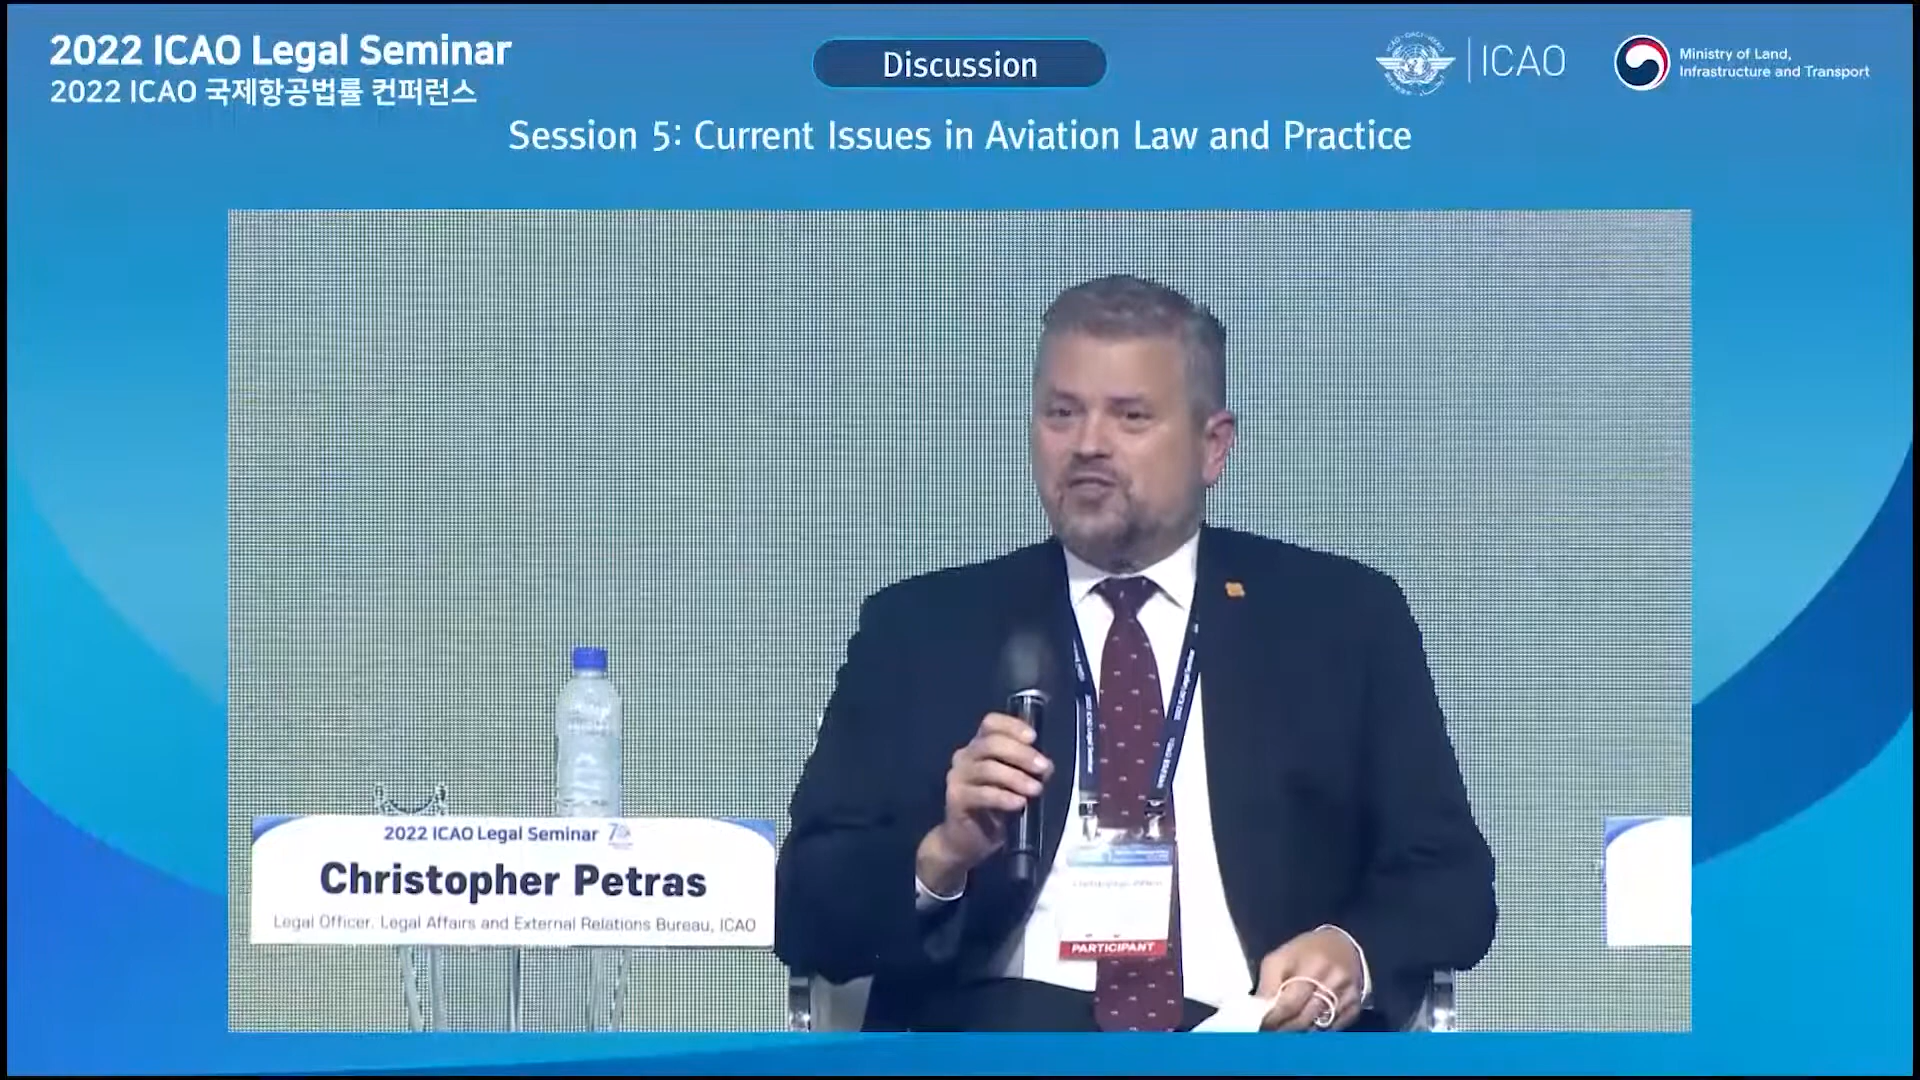 2022 ICAO Legal Seminar
2022 ICAO 국제항공법률 컨퍼런스
Discussion
ICAO
Ministry of Land,
Infrastructure and Transport
Session 5: Current Issues in Aviation Law and Practice
2022 ICAO Legal Seminar
Christopher Petras
Legal Officer, Legal Affairs and External Relations Bureau, ICAO
PARTICIPANT